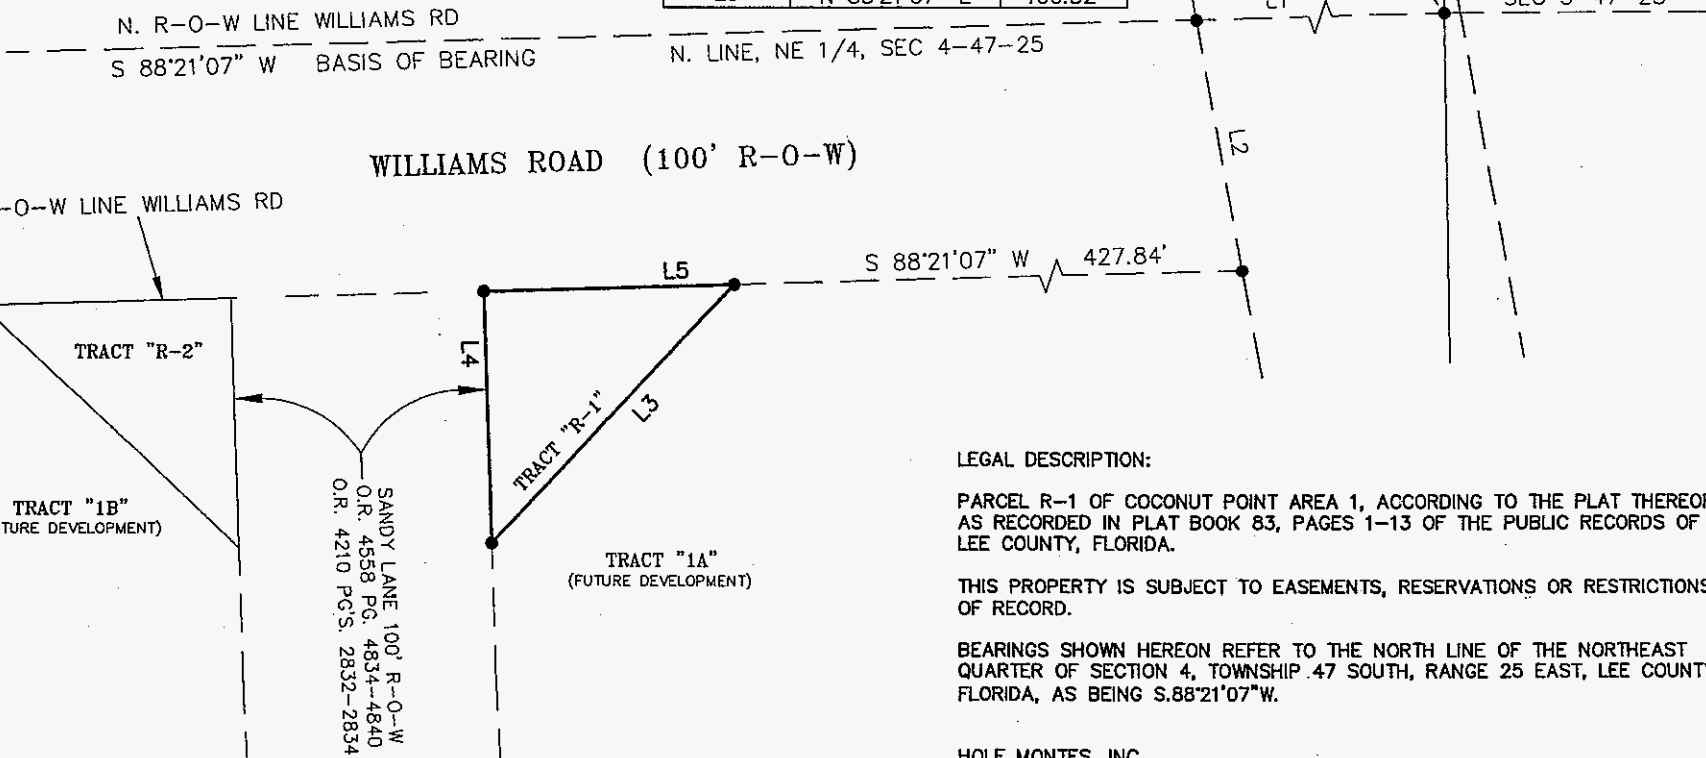 N. R-O-W LINE WILLIAMS RD
S 88°21'07" W BASIS OF BEARING
N. LINE, NE 1/4, SEC 4-47-25
L2
WILLIAMS ROAD (100' R-O-W)
-O-W LINE WILLIAMS RD
L5
S 88°21'07" W 427.84'
TRACT "R-2"
L4
TRACT "R-1"
L3
TRACT "1B"
TURE DEVELOPMENT)
SANDY LANE 100' R-O-W
O.R. 4558 PG. 4834-4840
O.R. 4210 PG'S. 2832-2834
TRACT "1A"
(FUTURE DEVELOPMENT)
LEGAL DESCRIPTION:
PARCEL R-1 OF COCONUT POINT AREA 1, ACCORDING TO THE PLAT THEREOF
AS RECORDED IN PLAT BOOK 83, PAGES 1-13 OF THE PUBLIC RECORDS OF
LEE COUNTY, FLORIDA.
THIS PROPERTY IS SUBJECT TO EASEMENTS, RESERVATIONS OR RESTRICTIONS
OF RECORD.
BEARINGS SHOWN HEREON REFER TO THE NORTH LINE OF THE NORTHEAST
QUARTER OF SECTION 4, TOWNSHIP 47 SOUTH, RANGE 25 EAST, LEE COUNTY
FLORIDA, AS BEING S.88°21'07"W.
HOLE MONTES, INC.